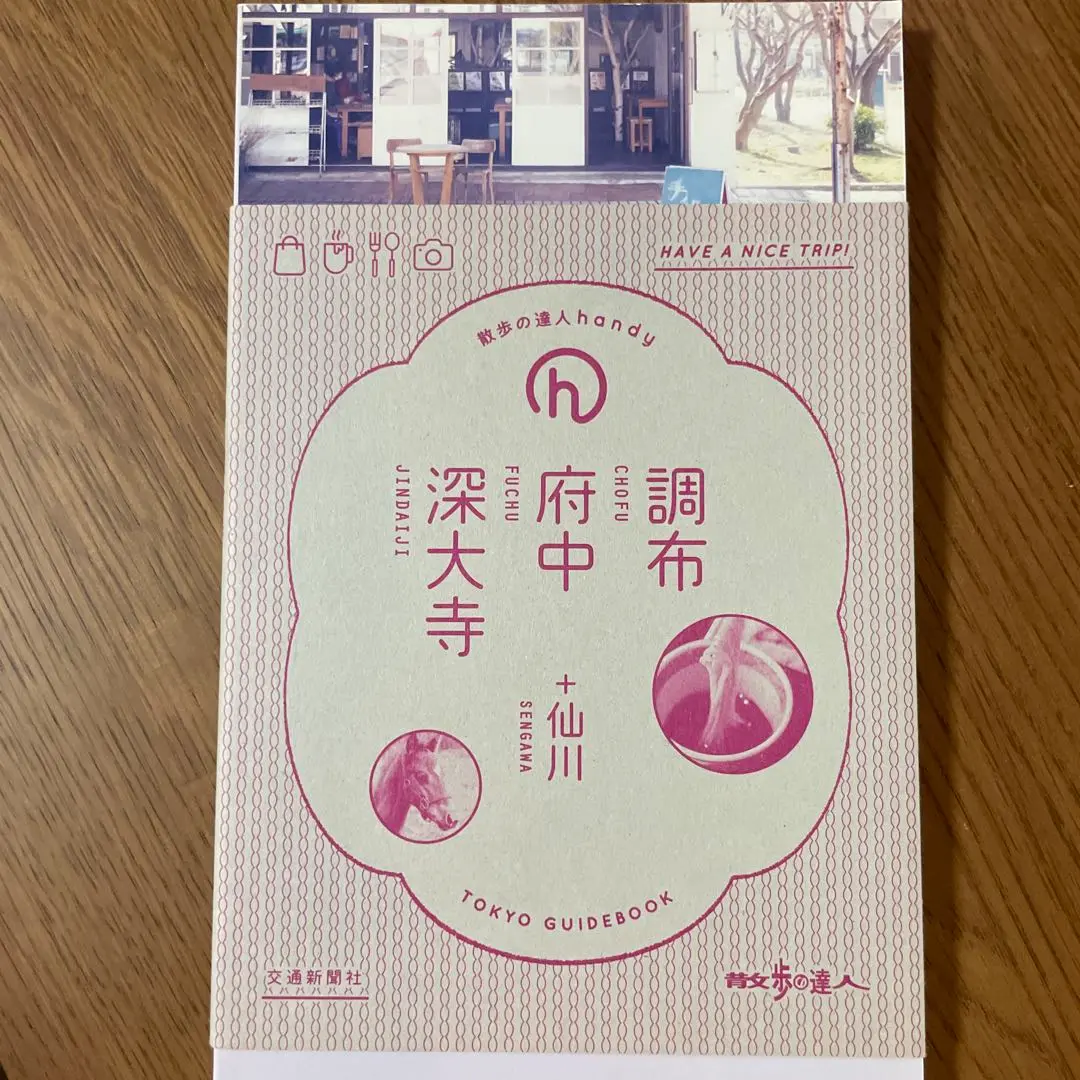 HAVE A NICE TRIP!
散歩の達人handy
h
調布
CHOFU
府中
FUCHU
深大寺
JINDAIJI
+仙川
SENGAWA
TOKYO GUIDEBOOK
交通新聞社
散歩の達人